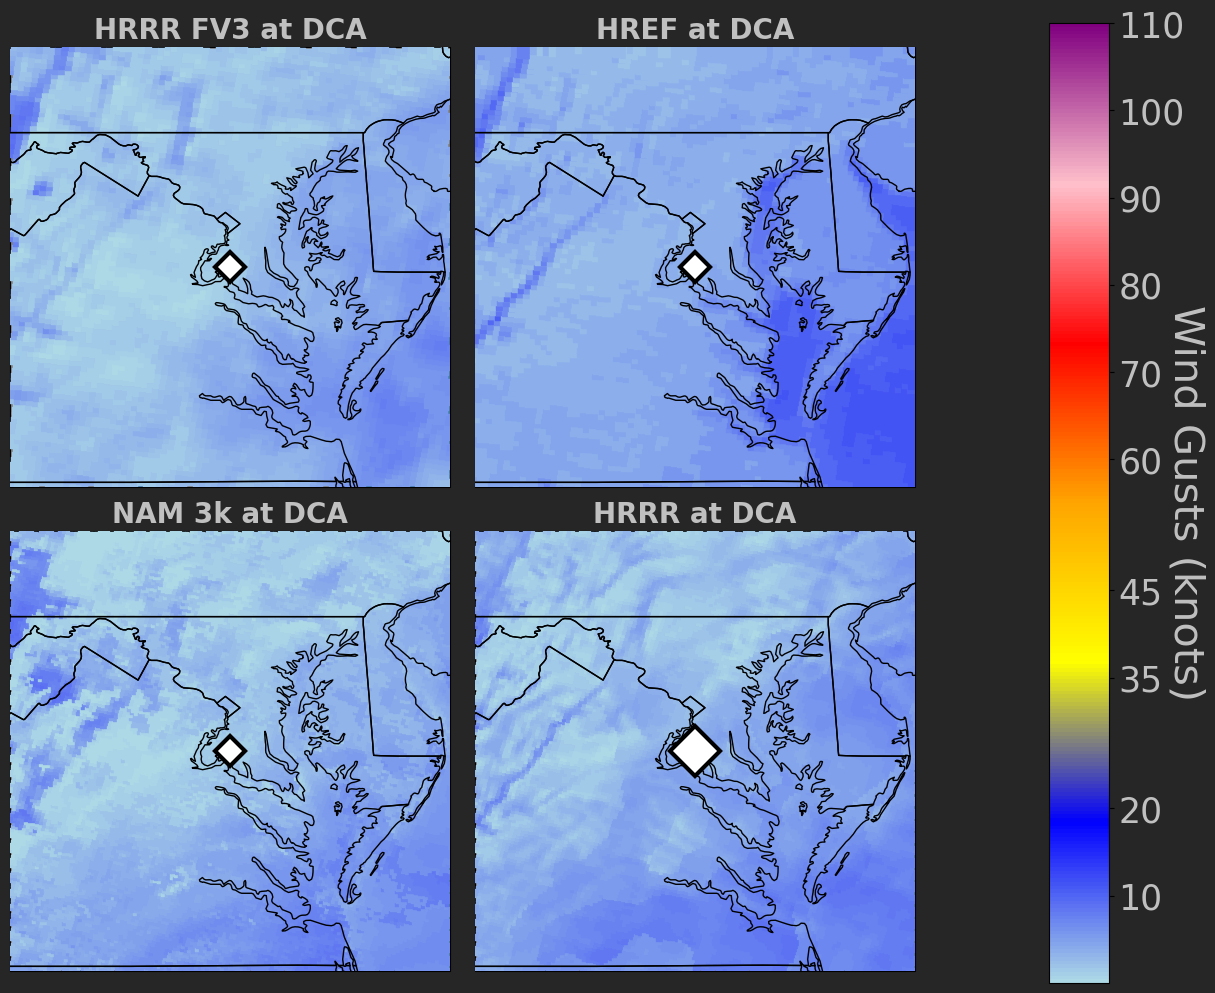 HRRR FV3 at DCA
HREF at DCA
NAM 3k at DCA
HRRR at DCA
110
100
90
80
70
60
45
35
20
10
Wind Gusts (knots)